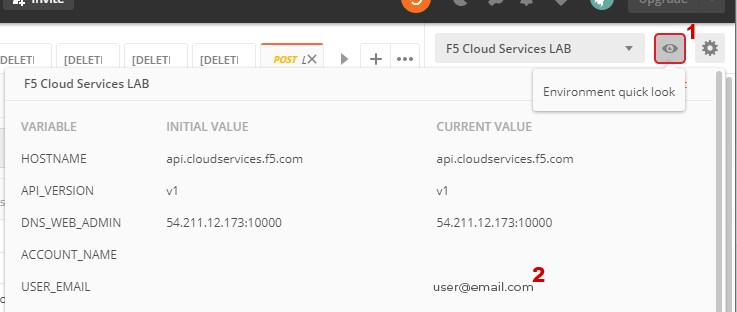 Invite
Upgrade
[DELETI
[DELETI
[DELETI
[DELETI
POST L
F5 Cloud Services LAB
1
F5 Cloud Services LAB
Environment quick look
VARIABLE INITIAL VALUE CURRENT VALUE
HOSTNAME api.cloudservices.f5.com api.cloudservices.f5.com
API_VERSION v1 v1
DNS_WEB_ADMIN 54.211.12.173:10000 54.211.12.173:10000
ACCOUNT_NAME
USER_EMAIL user@email.com 2